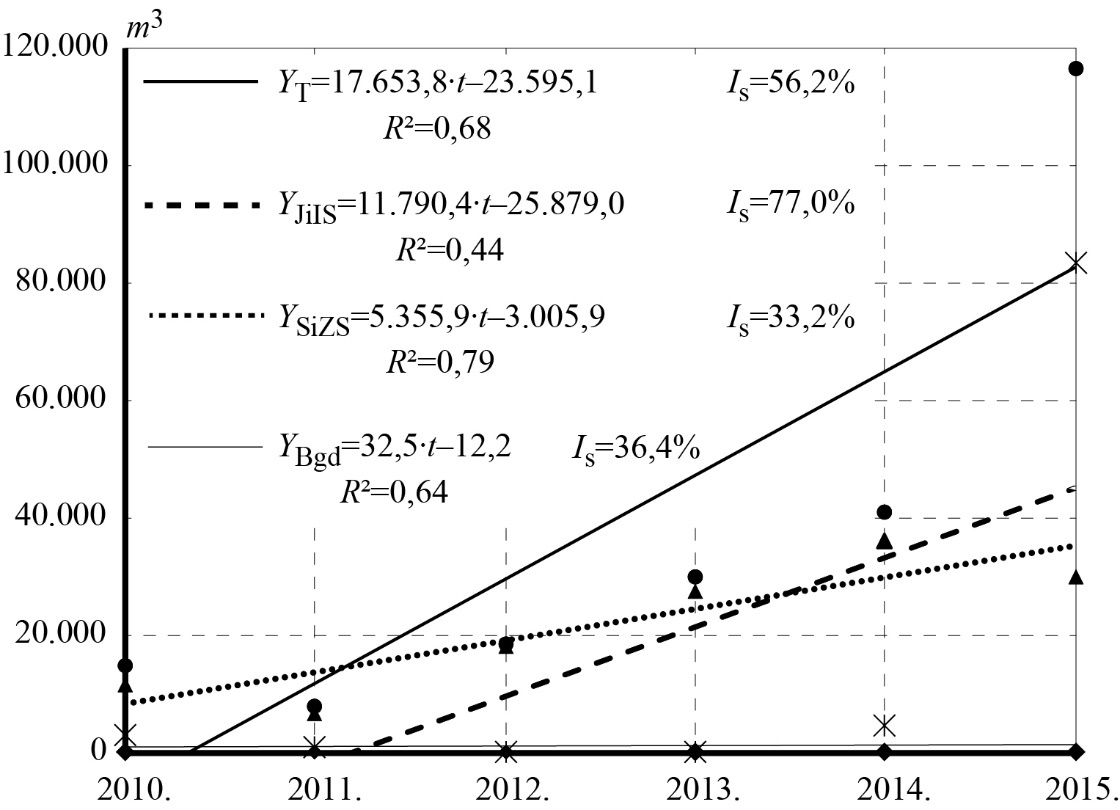 m³
120.000
Y_T=17.653,8·t–23.595,1 I_s=56,2%
R²=0,68
100.000
Y_JiIS=11.790,4·t–25.879,0 I_s=77,0%
R²=0,44
80.000
Y_SiZS=5.355,9·t–3.005,9 I_s=33,2%
R²=0,79
60.000
Y_Bgd=32,5·t–12,2 I_s=36,4%
R²=0,64
40.000
20.000
0
2010. 2011. 2012. 2013. 2014. 2015.